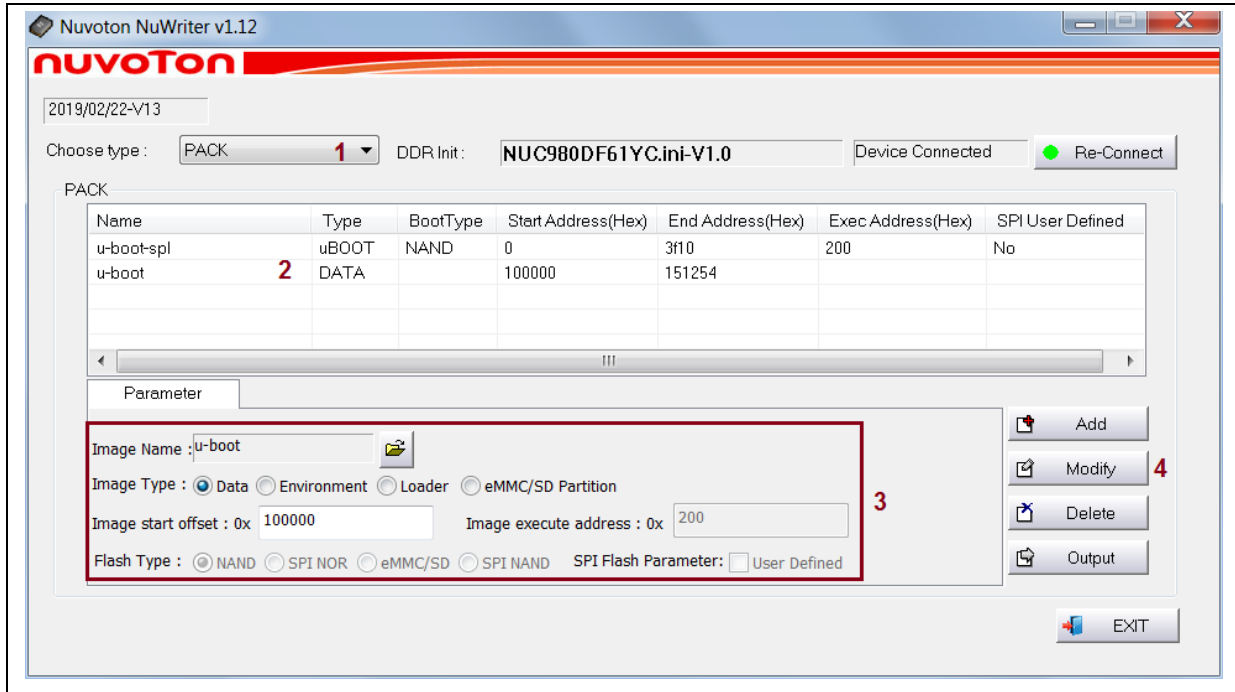 Nuvoton NuWriter v1.12
nuvoTon
2019/02/22-V13
Choose type : PACK 1 DDR Init : NUC980DF61YC.ini-V1.0 Device Connected Re-Connect
PACK
Name Type BootType Start Address(Hex) End Address(Hex) Exec Address(Hex) SPI User Defined
u-boot-spl uBOOT NAND 0 3f10 200 No
u-boot 2 DATA 100000 151254
Parameter
Add
Image Name : u-boot
Modify 4
Image Type : Data Environment Loader eMMC/SD Partition
3
Image start offset : 0x 100000 Image execute address : 0x 200
Delete
Flash Type : NAND SPI NOR eMMC/SD SPI NAND SPI Flash Parameter: User Defined
Output
EXIT